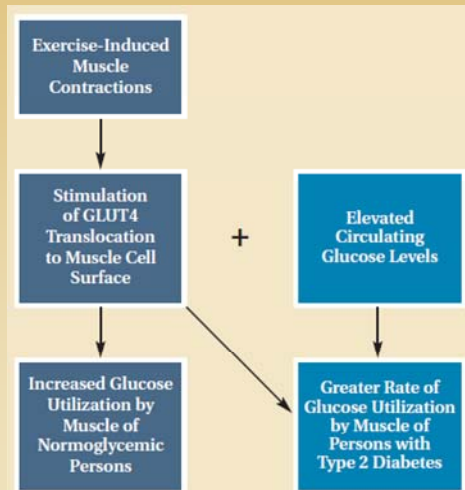 Exercise-Induced
Muscle
Contractions
Stimulation
of GLUT4
Translocation
to Muscle Cell
Surface
+
Elevated
Circulating
Glucose Levels
Increased Glucose
Utilization by
Muscle of
Normoglycemic
Persons
Greater Rate of
Glucose Utilization
by Muscle of
Persons with
Type 2 Diabetes